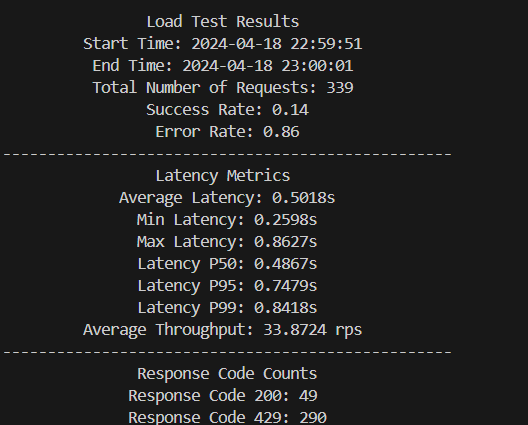 Load Test Results
Start Time: 2024-04-18 22:59:51
End Time: 2024-04-18 23:00:01
Total Number of Requests: 339
Success Rate: 0.14
Error Rate: 0.86
--------------------------------------------------
Latency Metrics
Average Latency: 0.5018s
Min Latency: 0.2598s
Max Latency: 0.8627s
Latency P50: 0.4867s
Latency P95: 0.7479s
Latency P99: 0.8418s
Average Throughput: 33.8724 rps
--------------------------------------------------
Response Code Counts
Response Code 200: 49
Response Code 429: 290